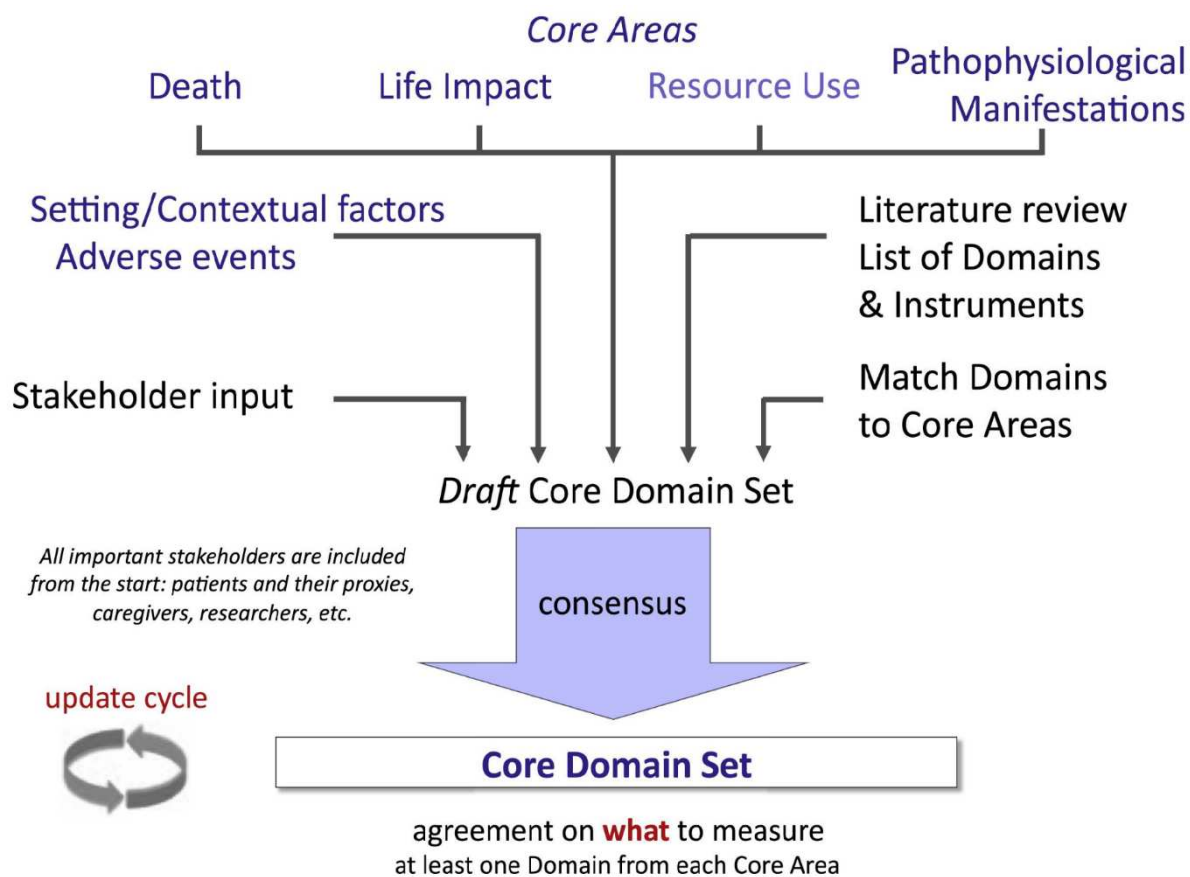 Core Areas
Death
Life Impact
Resource Use
Pathophysiological
Manifestations
Setting/Contextual factors
Adverse events
Literature review
List of Domains
& Instruments
Stakeholder input
Match Domains
to Core Areas
Draft Core Domain Set
All important stakeholders are included
from the start: patients and their proxies,
caregivers, researchers, etc.
consensus
update cycle
Core Domain Set
agreement on what to measure
at least one Domain from each Core Area